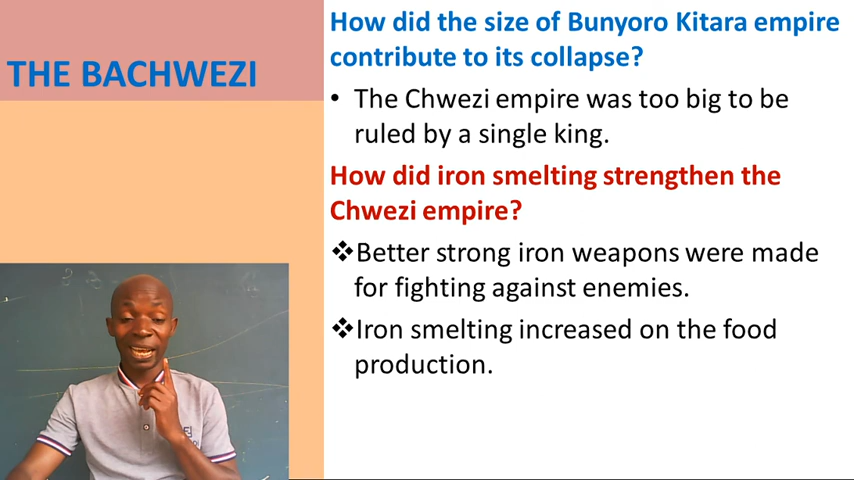 THE BACHWEZI
How did the size of Bunyoro Kitara empire
contribute to its collapse?
• The Chwezi empire was too big to be
ruled by a single king.
How did iron smelting strengthen the
Chwezi empire?
❖Better strong iron weapons were made
for fighting against enemies.
❖Iron smelting increased on the food
production.